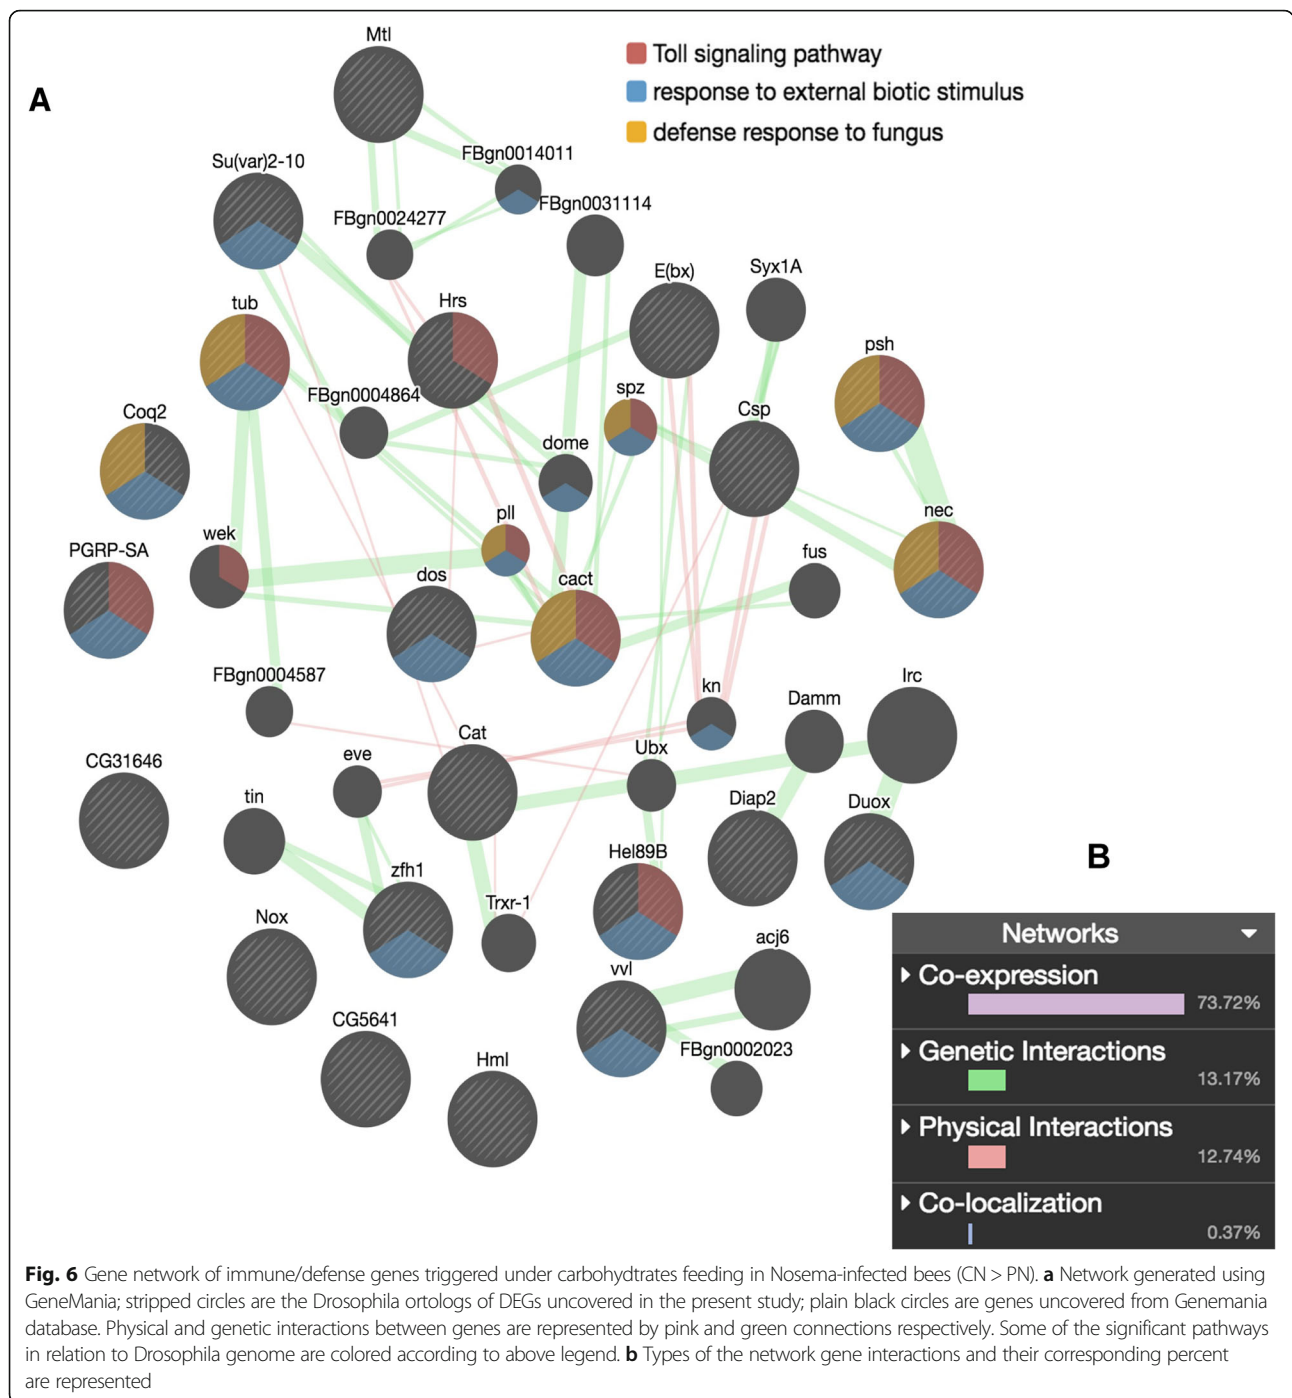 A
Toll signaling pathway
response to external biotic stimulus
defense response to fungus
Mtl
Su(var)2-10
FBgn0014011
FBgn0024277
FBgn0031114
E(bx)
Syx1A
tub
Hrs
psh
FBgn0004864
spz
Coq2
Csp
dome
pll
nec
wek
PGRP-SA
fus
dos
cact
FBgn0004587
kn
Damm
Irc
Cat
CG31646
eve
Ubx
tin
Diap2
Duox
zfh1
Hel89B
Nox
Trxr-1
acj6
vvl
CG5641
FBgn0002023
Hml
B
Networks
Co-expression
73.72%
Genetic Interactions
13.17%
Physical Interactions
12.74%
Co-localization
0.37%
Fig. 6 Gene network of immune/defense genes triggered under carbohydtrates feeding in Nosema-infected bees (CN > PN). a Network generated using
GeneMania; stripped circles are the Drosophila ortologs of DEGs uncovered in the present study; plain black circles are genes uncovered from Genemania
database. Physical and genetic interactions between genes are represented by pink and green connections respectively. Some of the significant pathways
in relation to Drosophila genome are colored according to above legend. b Types of the network gene interactions and their corresponding percent
are represented